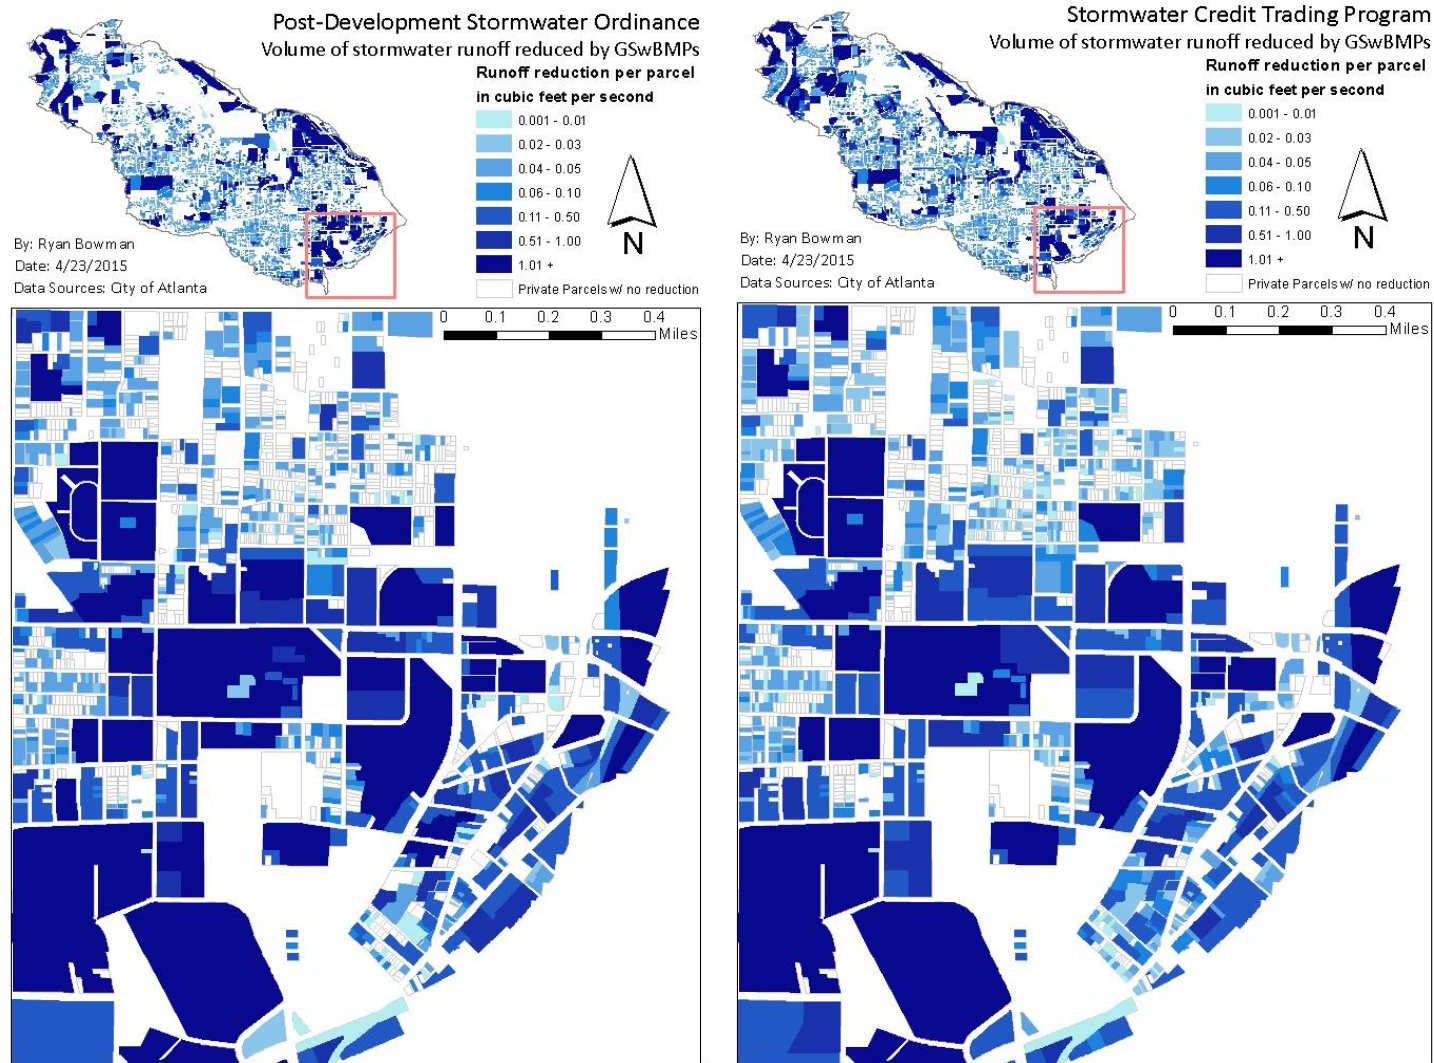 Post-Development Stormwater Ordinance
Volume of stormwater runoff reduced by GSwBMPs
Runoff reduction per parcel
in cubic feet per second
0.001 - 0.01
0.02 - 0.03
0.04 - 0.05
0.06 - 0.10
0.11 - 0.50
0.51 - 1.00
1.01 +
Private Parcels w/ no reduction
N
By: Ryan Bowman
Date: 4/23/2015
Data Sources: City of Atlanta
0 0.1 0.2 0.3 0.4
Miles
Stormwater Credit Trading Program
Volume of stormwater runoff reduced by GSwBMPs
Runoff reduction per parcel
in cubic feet per second
0.001 - 0.01
0.02 - 0.03
0.04 - 0.05
0.06 - 0.10
0.11 - 0.50
0.51 - 1.00
1.01 +
Private Parcels w/ no reduction
N
By: Ryan Bowman
Date: 4/23/2015
Data Sources: City of Atlanta
0 0.1 0.2 0.3 0.4
Miles